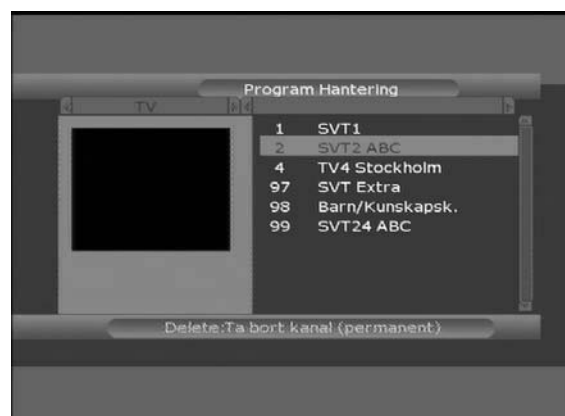 Program Hantering
TV
1 SVT1
2 SVT2 ABC
4 TV4 Stockholm
97 SVT Extra
98 Barn/Kunskapsk.
99 SVT24 ABC
Delete:Ta bort kanal (permanent)